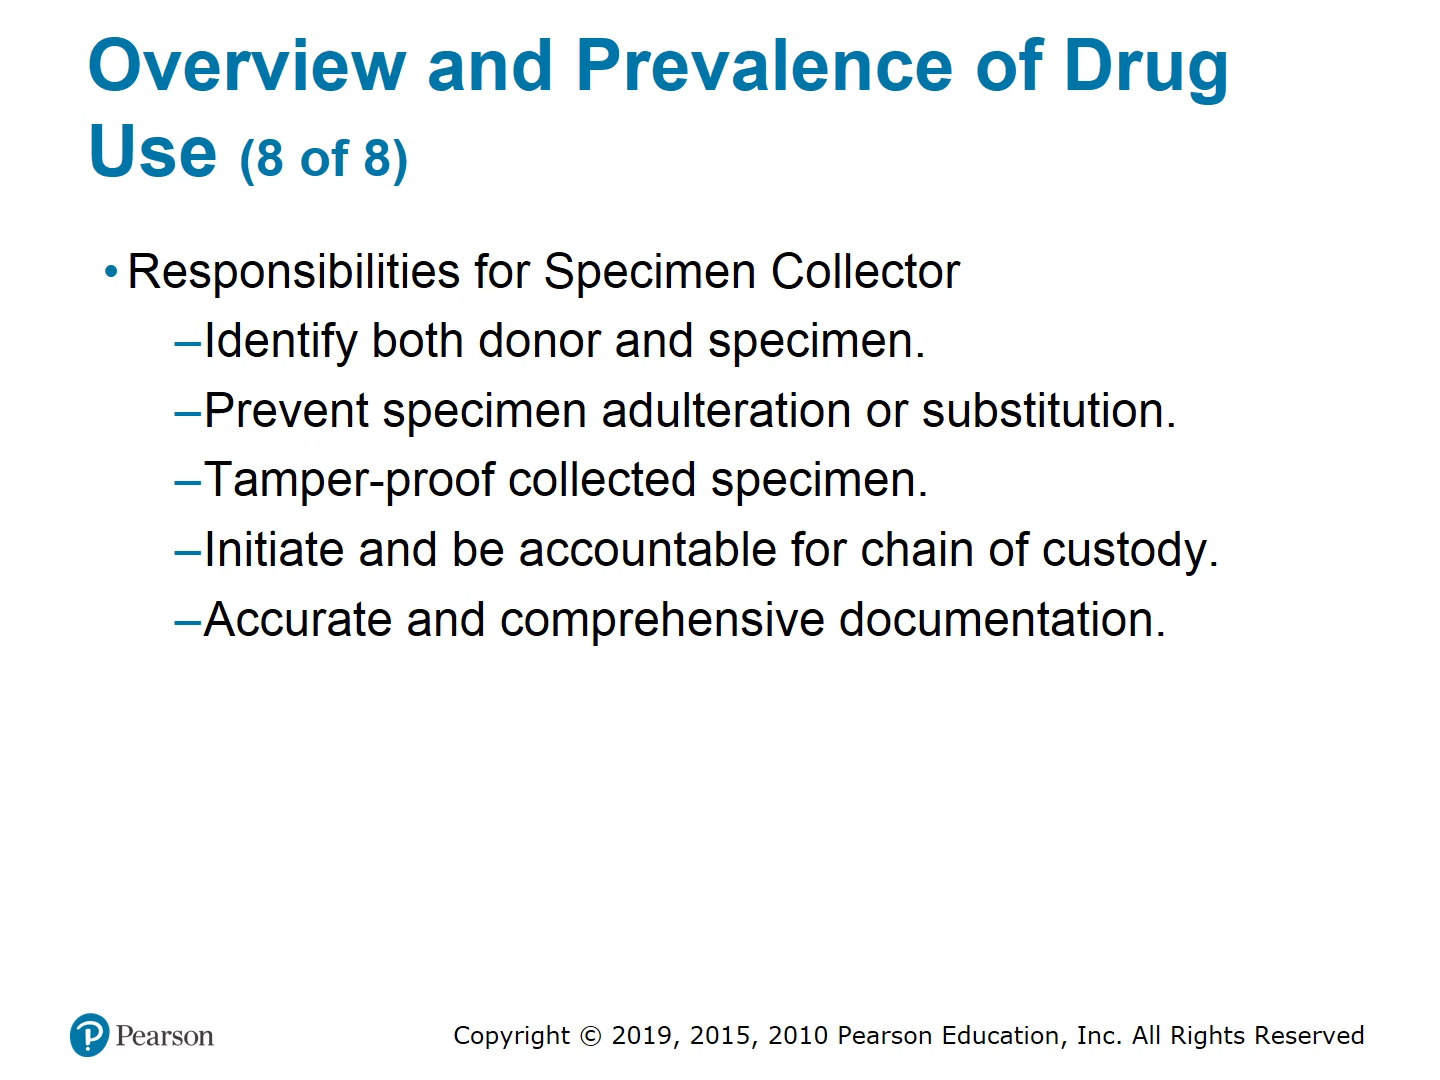 Overview and Prevalence of Drug
Use (8 of 8)
• Responsibilities for Specimen Collector
–Identify both donor and specimen.
–Prevent specimen adulteration or substitution.
–Tamper-proof collected specimen.
–Initiate and be accountable for chain of custody.
–Accurate and comprehensive documentation.
Pearson
Copyright © 2019, 2015, 2010 Pearson Education, Inc. All Rights Reserved